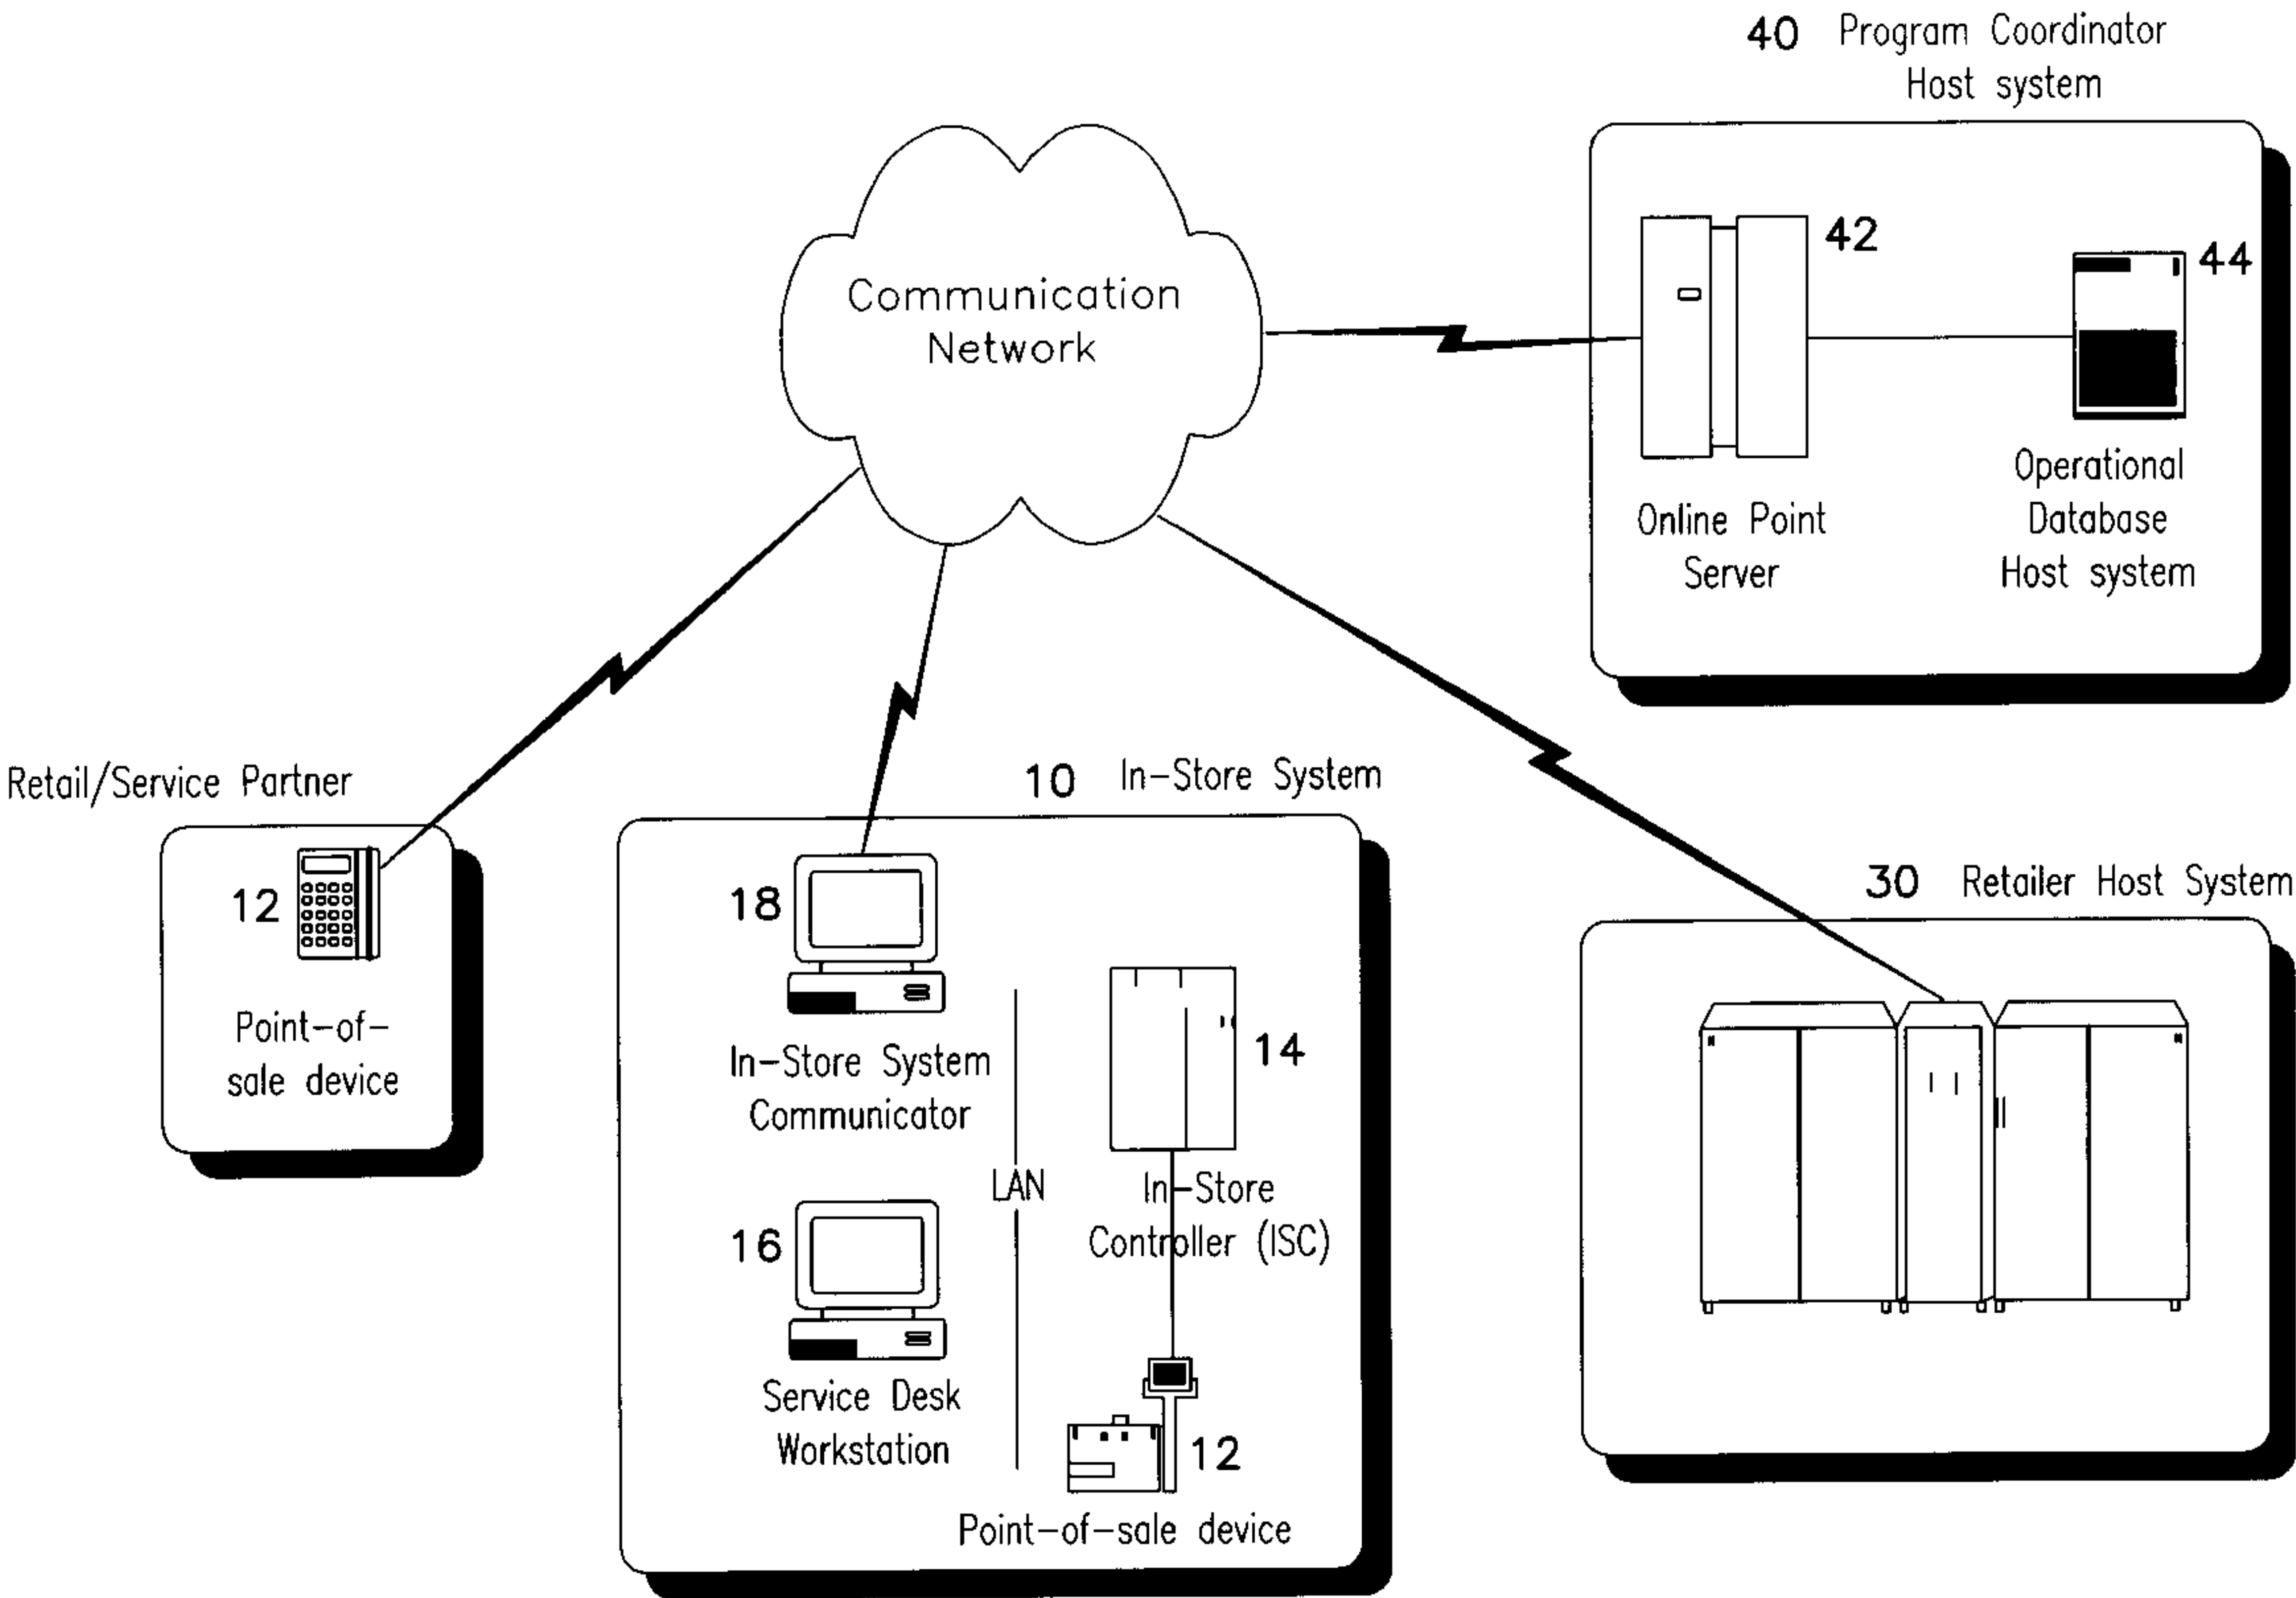 40 Program Coordinator
Host system
Communication
Network
42
44
Online Point
Server
Operational
Database
Host system
Retail/Service Partner
12
Point-of-
sale device
10 In-Store System
18
In-Store System
Communicator
LAN
14
In-Store
Controller (ISC)
16
Service Desk
Workstation
12
Point-of-sale device
30 Retailer Host System